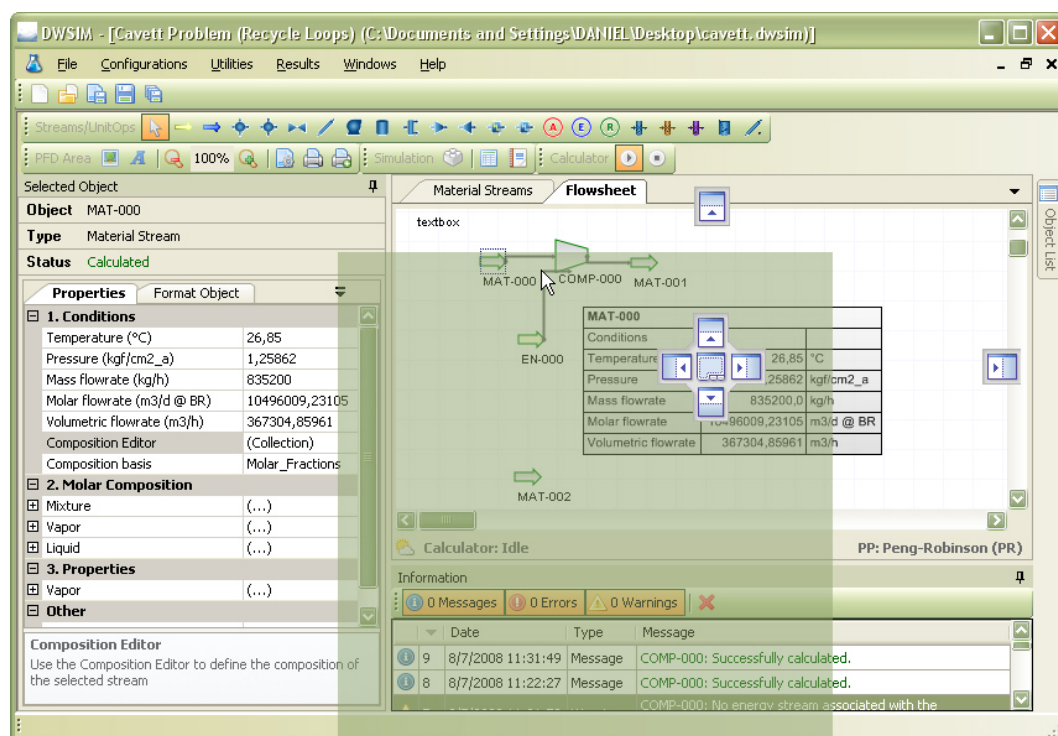 DWSIM - [Cavett Problem (Recycle Loops) (C:\Documents and Settings\DANIEL\Desktop\cavett.dwsim)]
File Configurations Utilities Results Windows Help
Streams/UnitOps A E R
PFD Area A 100% Simulation Calculator
Selected Object
Object MAT-000
Type Material Stream
Status Calculated
Properties Format Object
1. Conditions
Temperature (°C) 26,85
Pressure (kgf/cm2_a) 1,25862
Mass flowrate (kg/h) 835200
Molar flowrate (m3/d @ BR) 10496009,23105
Volumetric flowrate (m3/h) 367304,85961
Composition Editor (Collection)
Composition basis Molar_Fractions
2. Molar Composition
Mixture (...)
Vapor (...)
Liquid (...)
3. Properties
Vapor (...)
Other
Composition Editor
Use the Composition Editor to define the composition of
the selected stream
Material Streams Flowsheet
Object List
textbox
MAT-000 COMP-000 MAT-001
EN-000
MAT-002
MAT-000
Conditions
Temperature 26,85 °C
Pressure ,25862 kgf/cm2_a
Mass flowrate 835200,0 kg/h
Molar flowrate 10496009,23105 m3/d @ BR
Volumetric flowrate 367304,85961 m3/h
Calculator: Idle PP: Peng-Robinson (PR)
Information
0 Messages 0 Errors 0 Warnings
Date Type Message
9 8/7/2008 11:31:49 Message COMP-000: Successfully calculated.
8 8/7/2008 11:22:27 Message COMP-000: Successfully calculated.
COMP-000: No energy stream associated with the